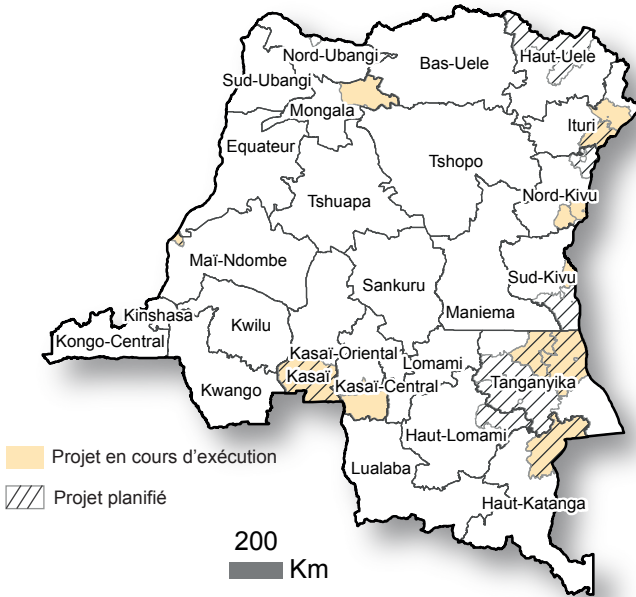 Nord-Ubangi
Bas-Uele
Haut-Uele
Sud-Ubangi
Mongala
Ituri
Equateur
Tshopo
Tshuapa
Nord-Kivu
Maï-Ndombe
Sankuru
Sud-Kivu
Maniema
Kinshasa
Kwilu
Kongo-Central
Kasaï-Oriental
Lomami
Kasaï
Tanganyika
Kwango
Kasaï-Central
Haut-Lomami
Projet en cours d'exécution
Lualaba
Projet planifié
Haut-Katanga
200
Km